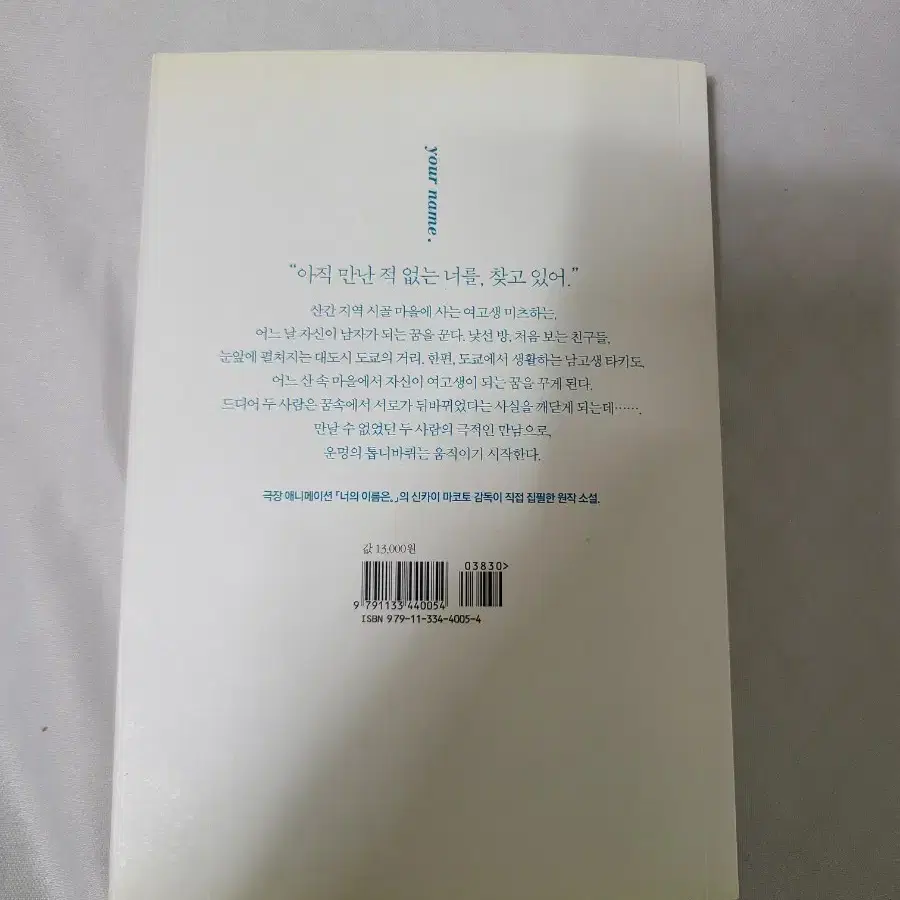 your name.
“아직 만난 적 없는 너를, 찾고 있어.”
산간 지역 시골 마을에 사는 여고생 미츠하는,
어느 날 자신이 남자가 되는 꿈을 꾼다. 낯선 방, 처음 보는 친구들,
눈앞에 펼쳐지는 대도시 도쿄의 거리. 한편, 도쿄에서 생활하는 남고생 타키도,
어느 산 속 마을에서 자신이 여고생이 되는 꿈을 꾸게 된다.
드디어 두 사람은 꿈속에서 서로가 뒤바뀌었다는 사실을 깨닫게 되는데…….
만날 수 없었던 두 사람의 극적인 만남으로,
운명의 톱니바퀴는 움직이기 시작한다.
극장 애니메이션 「너의 이름은。」의 신카이 마코토 감독이 직접 집필한 원작 소설.
값 13,000원
03830>
9 791133 440054
ISBN 979-11-334-4005-4